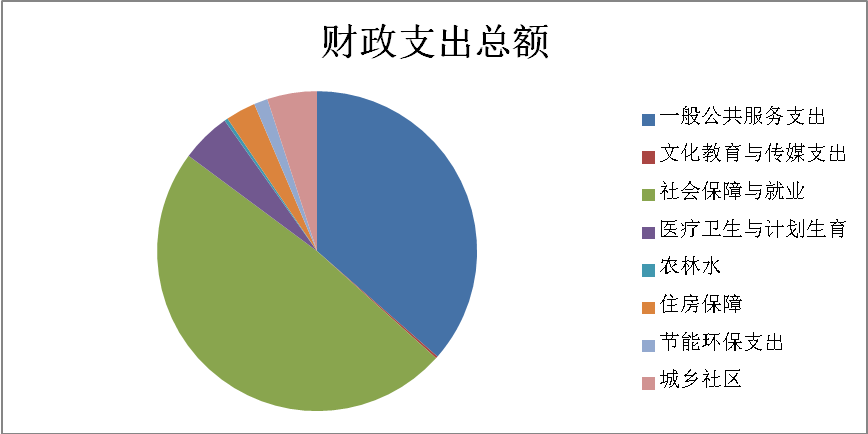 财政支出总额
一般公共服务支出
文化教育与传媒支出
社会保障与就业
医疗卫生与计划生育
农林水
住房保障
节能环保支出
城乡社区